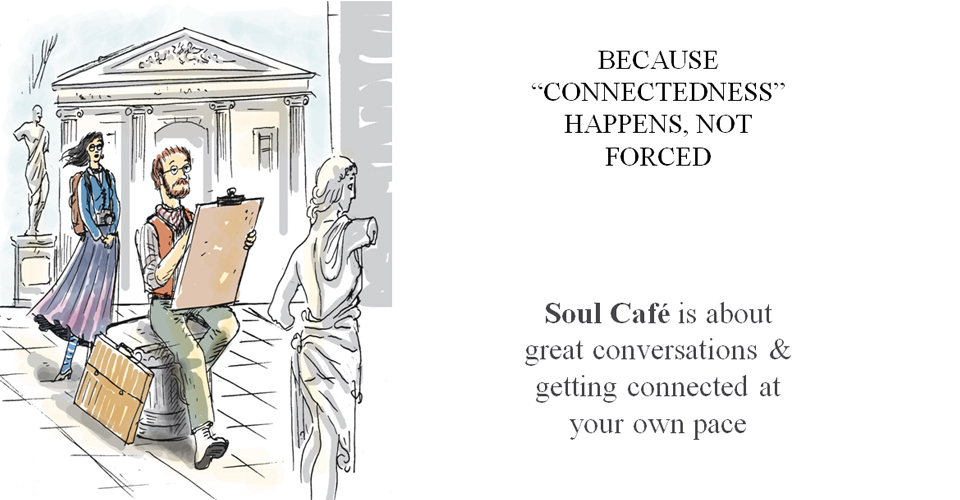 BECAUSE
“CONNECTEDNESS”
HAPPENS, NOT
FORCED
Soul Café is about
great conversations &
getting connected at
your own pace